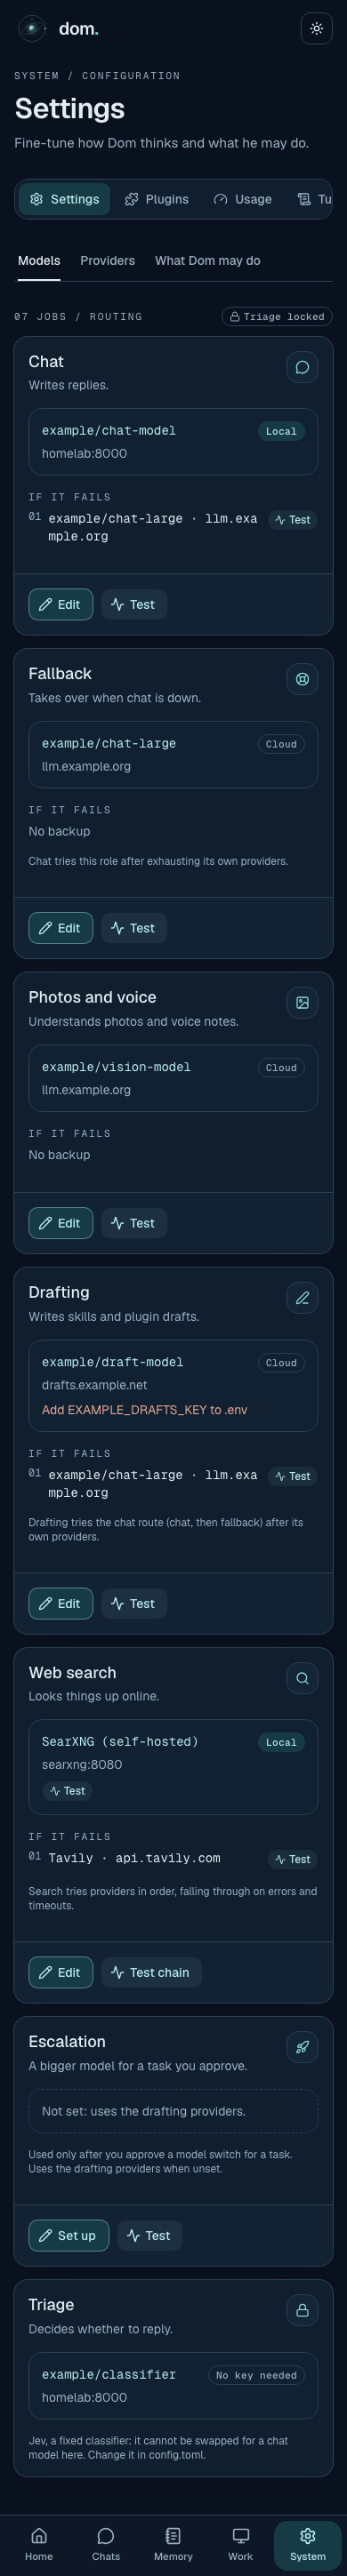 dom.
SYSTEM / CONFIGURATION
Settings
Fine-tune how Dom thinks and what he may do.
Settings Plugins Usage Tu
Models Providers What Dom may do
07 JOBS / ROUTING Triage locked
Chat
Writes replies.
example/chat-model Local
homelab:8000
IF IT FAILS
01 example/chat-large · llm.exa Test
mple.org
Edit Test
Fallback
Takes over when chat is down.
example/chat-large Cloud
llm.example.org
IF IT FAILS
No backup
Chat tries this role after exhausting its own providers.
Edit Test
Photos and voice
Understands photos and voice notes.
example/vision-model Cloud
llm.example.org
IF IT FAILS
No backup
Edit Test
Drafting
Writes skills and plugin drafts.
example/draft-model Cloud
drafts.example.net
Add EXAMPLE_DRAFTS_KEY to .env
IF IT FAILS
01 example/chat-large · llm.exa Test
mple.org
Drafting tries the chat route (chat, then fallback) after its
own providers.
Edit Test
Web search
Looks things up online.
SearXNG (self-hosted) Local
searxng:8080
Test
IF IT FAILS
01 Tavily · api.tavily.com Test
Search tries providers in order, falling through on errors and
timeouts.
Edit Test chain
Escalation
A bigger model for a task you approve.
Not set: uses the drafting providers.
Used only after you approve a model switch for a task.
Uses the drafting providers when unset.
Set up Test
Triage
Decides whether to reply.
example/classifier No key needed
homelab:8000
Jev, a fixed classifier: it cannot be swapped for a chat
model here. Change it in config.toml.
Home Chats Memory Work System